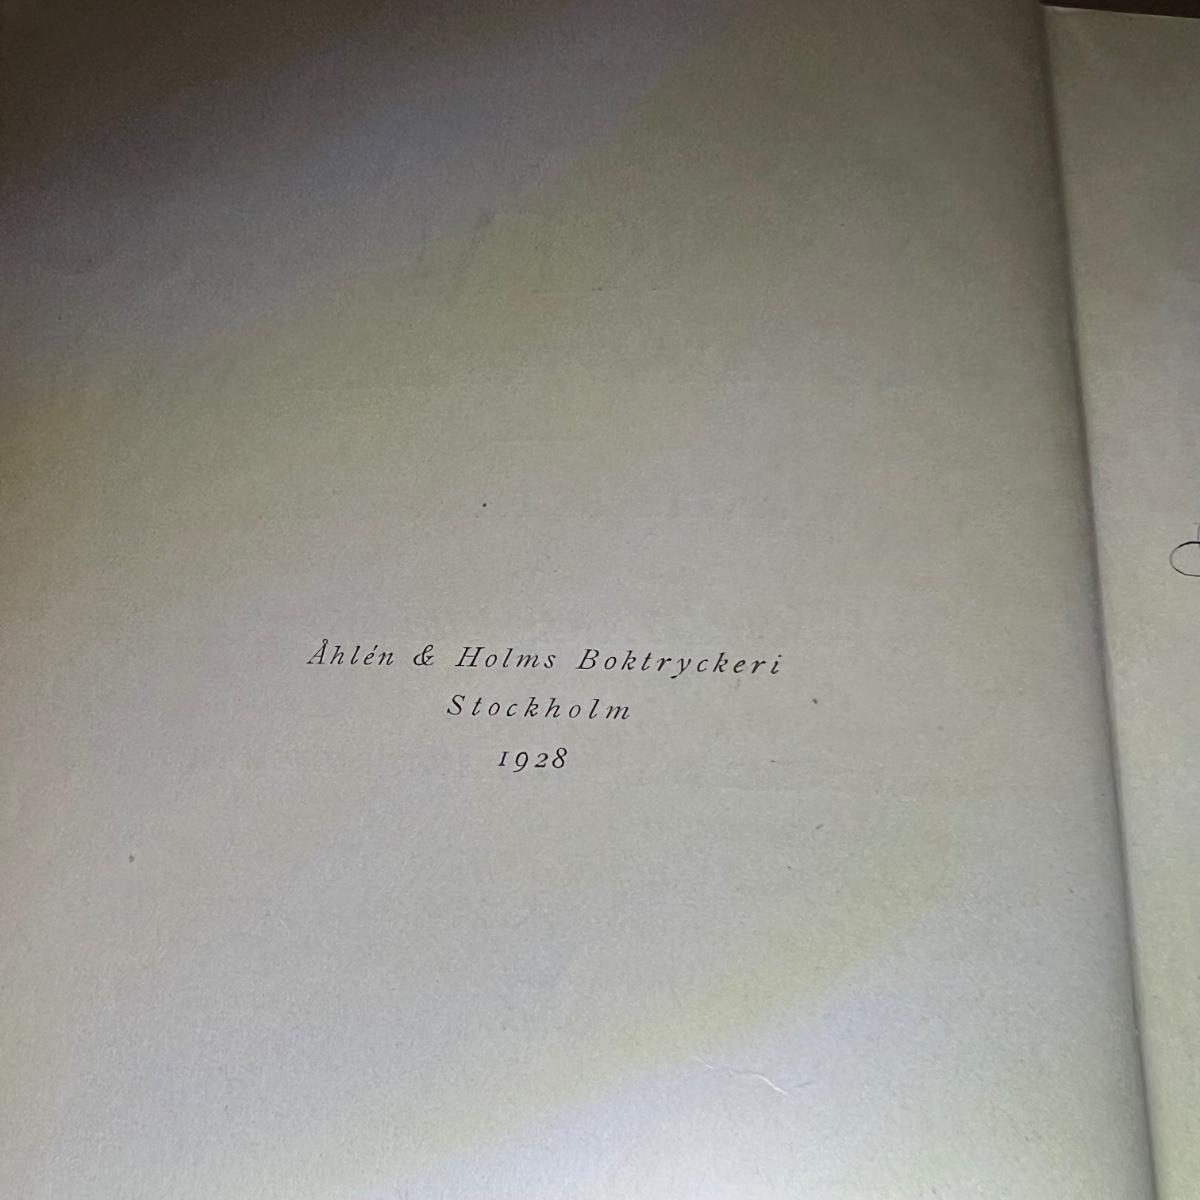 Åhlén & Holms Boktryckeri
Stockholm
1928